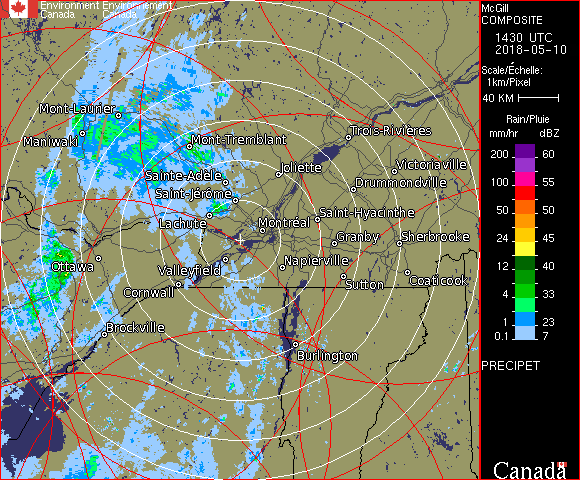 Environment Environnement
Canada Canada
McGill
COMPOSITE
1430 UTC
2018-05-10
Scale/Échelle:
1km/Pixel
40 KM
Rain/Pluie
mm/hr dBZ
200 60
100 55
50 50
24 45
12 40
4 33
1 23
0.1 7
PRECIPET
Canada
Mont-Laurier
Maniwaki
Mont-Tremblant
Trois-Rivières
Joliette
Victoriaville
Sainte-Adèle
Drummondville
Saint-Jérôme
Saint-Hyacinthe
Lachute
Montréal
Granby
Sherbrooke
Ottawa
Valleyfield
Napierville
Cornwall
Sutton
Coaticook
Brockville
Burlington